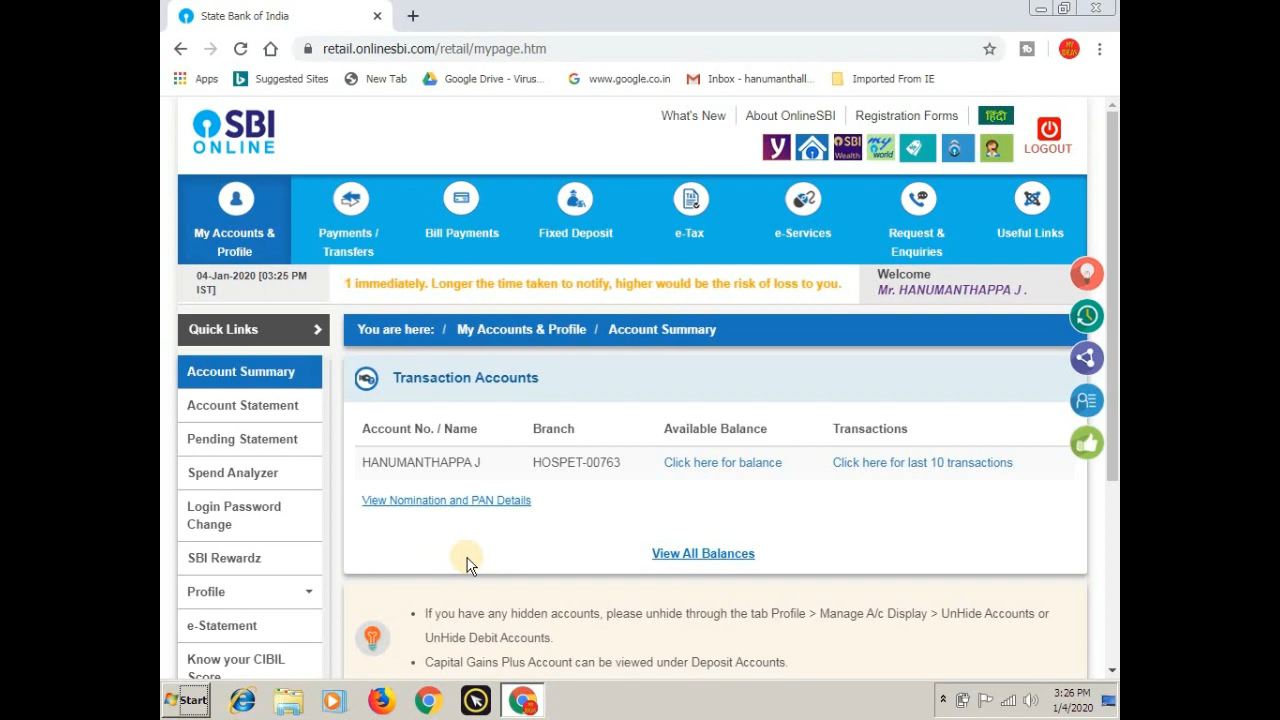 State Bank of India
retail.onlinesbi.com/retail/mypage.htm
Apps Suggested Sites New Tab Google Drive - Virus... www.google.co.in Inbox - hanumanthall... Imported From IE
SBI
ONLINE
What's New About OnlineSBI Registration Forms हिंदी
SBI Wealth my world
LOGOUT
My Accounts & Profile
Payments / Transfers
Bill Payments
Fixed Deposit
e-Tax
e-Services
Request & Enquiries
Useful Links
04-Jan-2020 [03:25 PM
IST]
1 immediately. Longer the time taken to notify, higher would be the risk of loss to you.
Welcome
Mr. HANUMANTHAPPA J .
Quick Links
You are here: / My Accounts & Profile / Account Summary
Account Summary
Account Statement
Pending Statement
Spend Analyzer
Login Password
Change
SBI Rewardz
Profile
e-Statement
Know your CIBIL
Score
Transaction Accounts
Account No. / Name Branch Available Balance Transactions
HANUMANTHAPPA J HOSPET-00763 Click here for balance Click here for last 10 transactions
View Nomination and PAN Details
View All Balances
If you have any hidden accounts, please unhide through the tab Profile > Manage A/c Display > UnHide Accounts or
UnHide Debit Accounts.
Capital Gains Plus Account can be viewed under Deposit Accounts.
Start
3:26 PM
1/4/2020